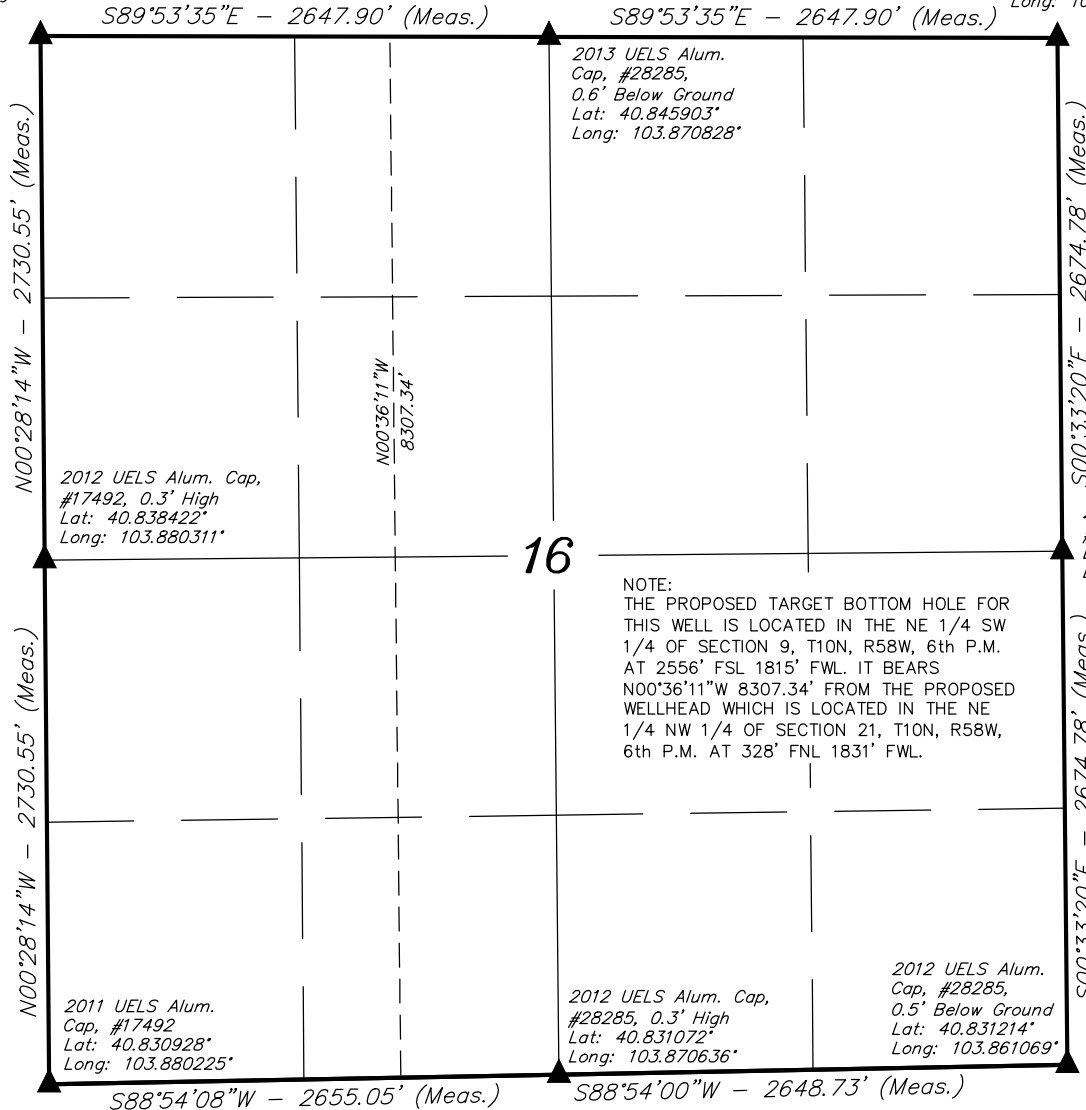 S89°53'35"E - 2647.90' (Meas.)
S89°53'35"E - 2647.90' (Meas.)
2013 UELS Alum.
Cap, #28285,
0.6' Below Ground
Lat: 40.845903°
Long: 103.870828°
N00°28'14"W - 2730.55' (Meas.)
S00°33'20"E - 2674.78' (Meas.)
N00°36'11"W
8307.34'
2012 UELS Alum. Cap,
#17492, 0.3' High
Lat: 40.838422°
Long: 103.880311°
16
NOTE:
THE PROPOSED TARGET BOTTOM HOLE FOR
THIS WELL IS LOCATED IN THE NE 1/4 SW
1/4 OF SECTION 9, T10N, R58W, 6th P.M.
AT 2556' FSL 1815' FWL. IT BEARS
N00°36'11"W 8307.34' FROM THE PROPOSED
WELLHEAD WHICH IS LOCATED IN THE NE
1/4 NW 1/4 OF SECTION 21, T10N, R58W,
6th P.M. AT 328' FNL 1831' FWL.
N00°28'14"W - 2730.55' (Meas.)
S00°33'20"E - 2674.78' (Meas.)
2011 UELS Alum.
Cap, #17492
Lat: 40.830928°
Long: 103.880225°
2012 UELS Alum. Cap,
#28285, 0.3' High
Lat: 40.831072°
Long: 103.870636°
2012 UELS Alum.
Cap, #28285,
0.5' Below Ground
Lat: 40.831214°
Long: 103.861069°
S88°54'08"W - 2655.05' (Meas.)
S88°54'00"W - 2648.73' (Meas.)